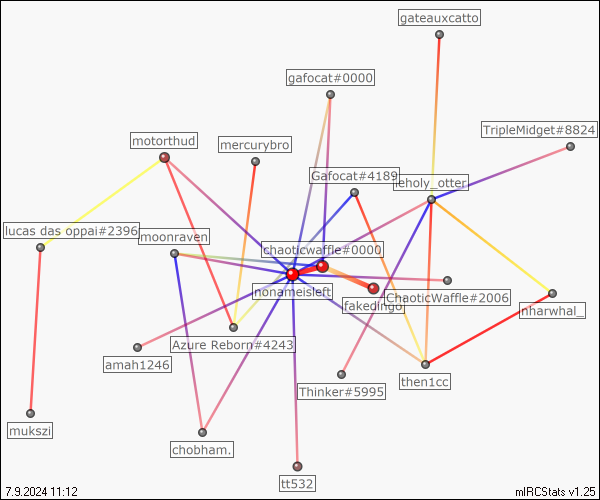 gateauxcatto
gafocat#0000
TripleMidget#8824
motorthud
mercurybro
Gafocat#4189
leholy_otter
lucas das oppai#2396
moonraven
chaoticwaffle#0000
nonameisleft
fakedingo
ChaoticWaffle#2006
nharwhal_
Azure Reborn#4243
amah1246
Thinker#5995
then1cc
mukszi
chobham.
tt532
7.9.2024 11:12
mIRCStats v1.25